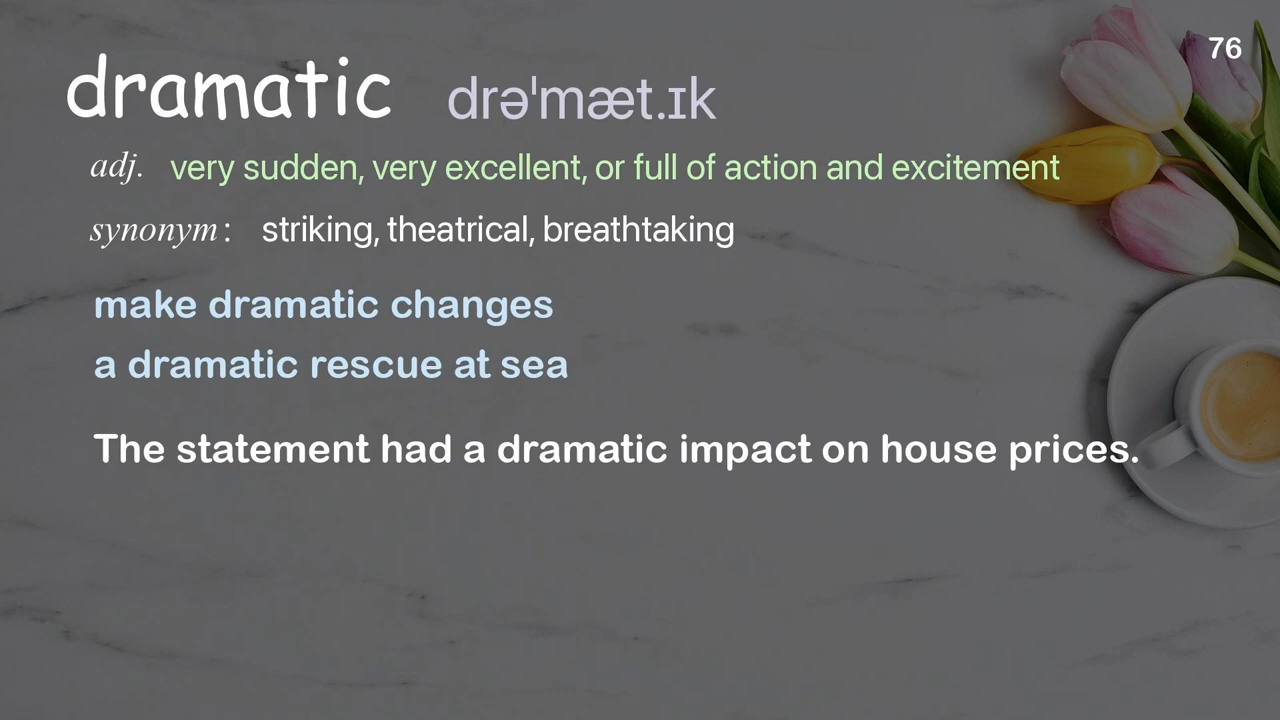 76
dramatic drəˈmæt.ɪk
adj. very sudden, very excellent, or full of action and excitement
synonym: striking, theatrical, breathtaking
make dramatic changes
a dramatic rescue at sea
The statement had a dramatic impact on house prices.